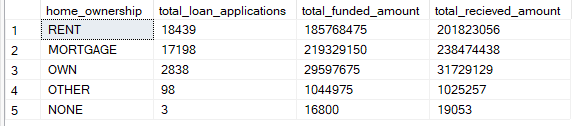 home_ownership total_loan_applications total_funded_amount total_recieved_amount
1 RENT 18439 185768475 201823056
2 MORTGAGE 17198 219329150 238474438
3 OWN 2838 29597675 31729129
4 OTHER 98 1044975 1025257
5 NONE 3 16800 19053